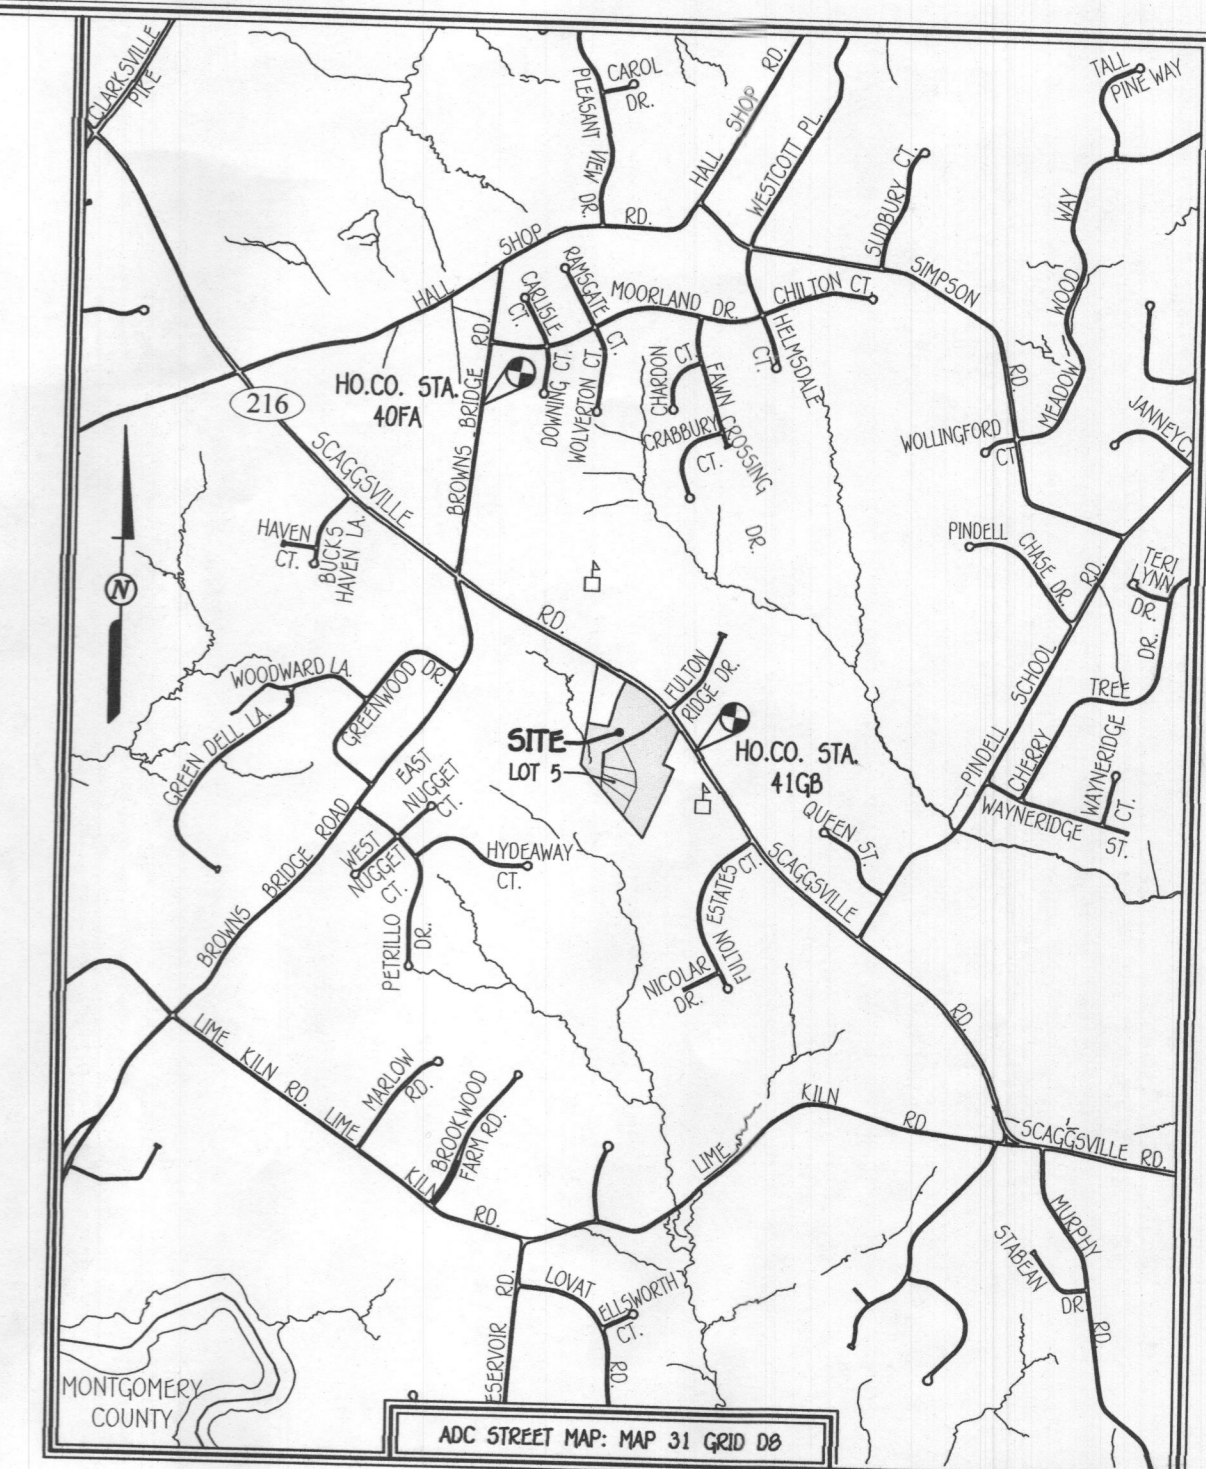 CLARKSVILLE
PIKE
PLEASANT VIEW DR.
CAROL
DR.
HALL SHOP RD.
WESTCOTT PL.
SUDBURY CT.
TALL
PINE WAY
HALL SHOP RD.
SIMPSON RD.
MEADOW WOOD WAY
RAMSGATE CT.
CARLISLE
CT.
MOORLAND DR.
CHILTON CT.
HELMSDALE
CT.
HO.CO. STA.
40FA
216
BROWNS BRIDGE RD.
DOWNING CT.
WOLVERTON CT.
CHARDON
CT.
FAWN CROSSING DR.
CRABBURY
CT.
WOLLINGFORD
CT
JANNEY C
SCAGGSVILLE RD.
HAVEN
CT.
BUCKS
HAVEN LA.
PINDELL
CHASE DR.
TERI
LYNN
DR.
N
WOODWARD LA.
GREENWOOD DR.
GREEN DELL LA.
FULTON
RIDGE DR.
SITE
LOT 5
HO.CO. STA.
41GB
PINDELL SCHOOL RD.
CHERRY TREE DR.
WAYNERIDGE
CT.
WAYNERIDGE ST.
EAST
NUGGET
CT.
WEST
NUGGET
CT.
HYDEAWAY
CT.
PETRILLO
DR.
BROWNS BRIDGE ROAD
QUEEN ST.
SCAGGSVILLE RD.
FULTON ESTATES CT.
NICOLAR
DR.
LIME KILN RD.
MARLOW
RD.
BROOKWOOD
FARM RD.
LIME KILN RD.
LIME KILN RD
SCAGGSVILLE RD.
MURPHY RD.
STABEAN
DR.
LOVAT RD.
ELLSWORTH
CT.
ESERVOIR RD.
MONTGOMERY
COUNTY
ADC STREET MAP: MAP 31 GRID D8